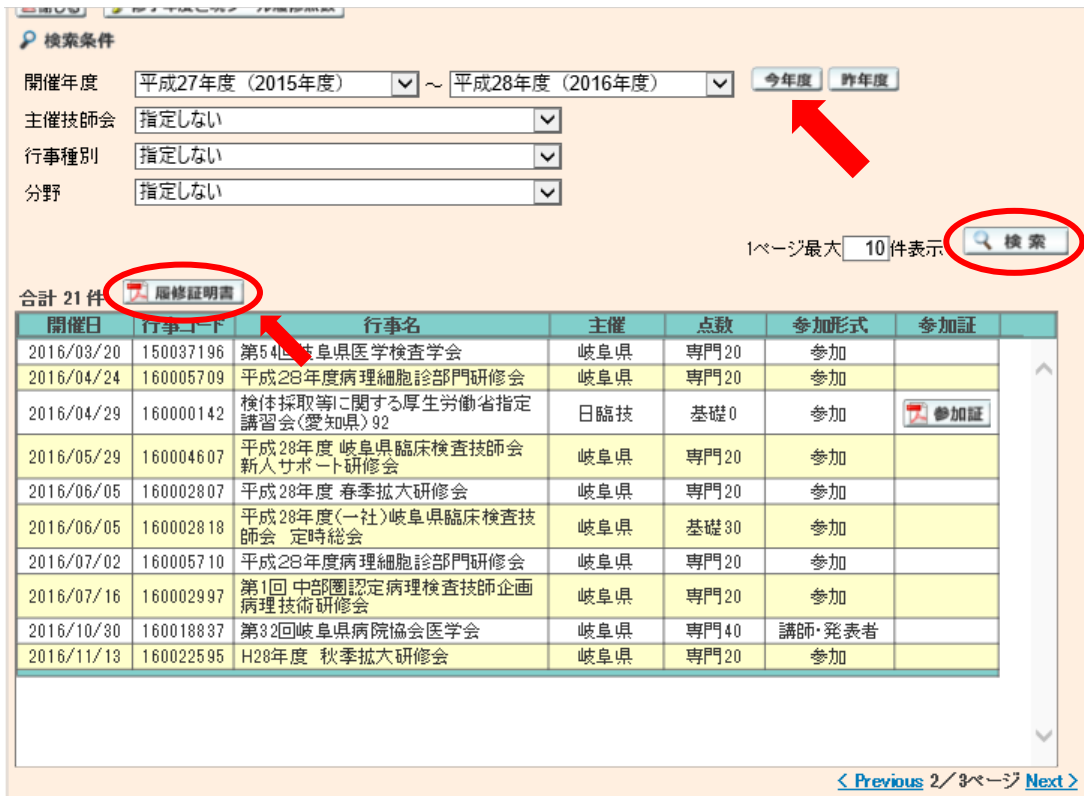 検索条件
開催年度 平成27年度（2015年度） ～ 平成28年度（2016年度） 今年度 昨年度
主催技師会 指定しない
行事種別 指定しない
分野 指定しない
1ページ最大 10 件表示 検索
合計 21 件 履修証明書
開催日 行事コード 行事名 主催 点数 参加形式 参加証
2016/03/20 150037196 第54回岐阜県医学検査学会 岐阜県 専門20 参加
2016/04/24 160005709 平成28年度病理細胞診部門研修会 岐阜県 専門20 参加
2016/04/29 160000142 検体採取等に関する厚生労働省指定 日臨技 基礎0 参加 参加証
講習会(愛知県)92
2016/05/29 160004607 平成28年度 岐阜県臨床検査技師会 岐阜県 専門20 参加
新人サポート研修会
2016/06/05 160002807 平成28年度 春季拡大研修会 岐阜県 専門20 参加
2016/06/05 160002818 平成28年度(一社)岐阜県臨床検査技 岐阜県 基礎30 参加
師会 定時総会
2016/07/02 160005710 平成28年度病理細胞診部門研修会 岐阜県 専門20 参加
2016/07/16 160002997 第1回 中部圏認定病理検査技師企画 岐阜県 専門20 参加
病理技術研修会
2016/10/30 160018837 第32回岐阜県病院協会医学会 岐阜県 専門40 講師・発表者
2016/11/13 160022595 H28年度 秋季拡大研修会 岐阜県 専門20 参加
< Previous 2／3ページ Next >